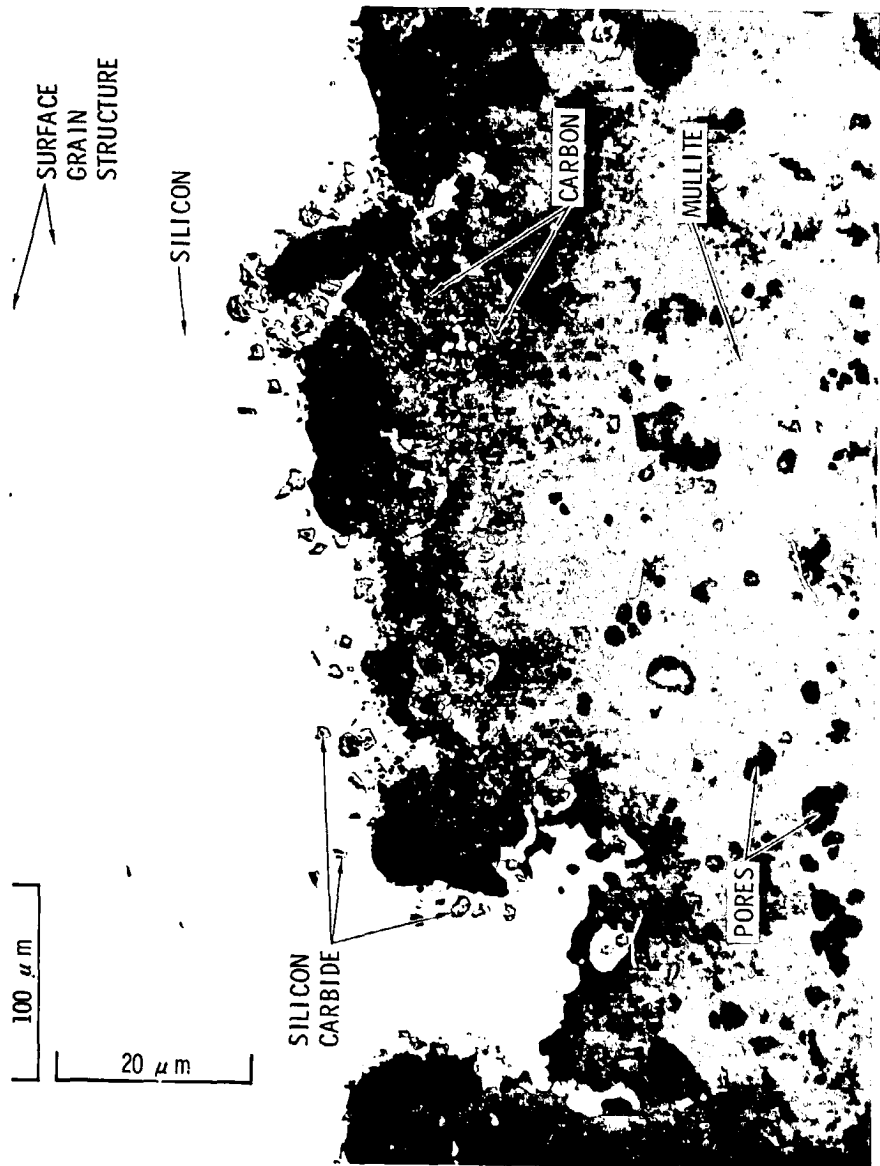 SURFACE
GRAIN
STRUCTURE
SILICON
CARBON
MULLITE
SILICON
CARBIDE
PORES
100 μm
20 μm